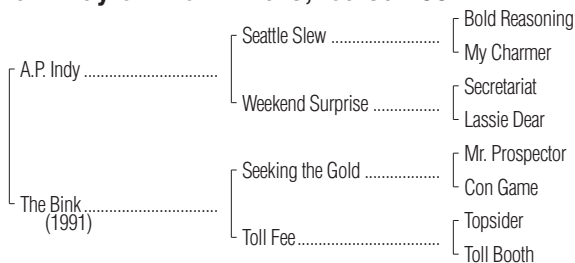 Bold Reasoning
Seattle Slew ........................
My Charmer
A.P. Indy ..............................
Secretariat
Weekend Surprise ...............
Lassie Dear
Mr. Prospector
Seeking the Gold .................
Con Game
The Bink ..............................
(1991)
Topsider
Toll Fee ................................
Toll Booth